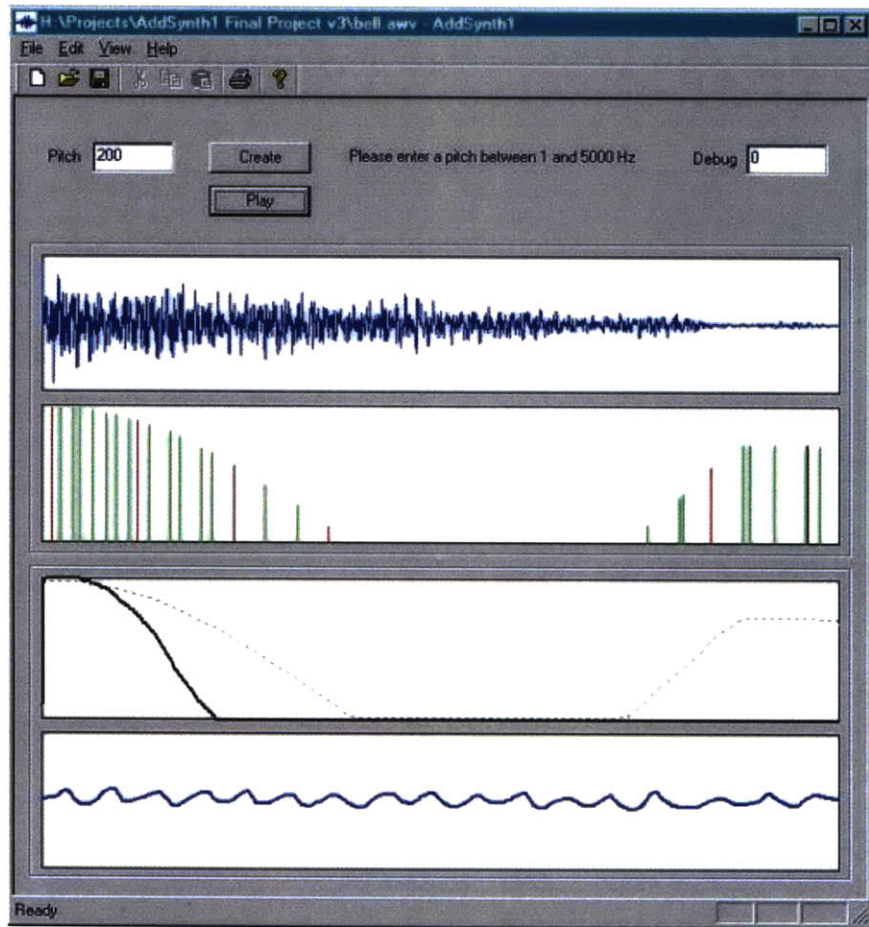 H:\Projects\AddSynth1 Final Project v3\bell.awv - AddSynth1
File Edit View Help
Pitch 200 Create Please enter a pitch between 1 and 5000 Hz Debug 0
Play
Ready